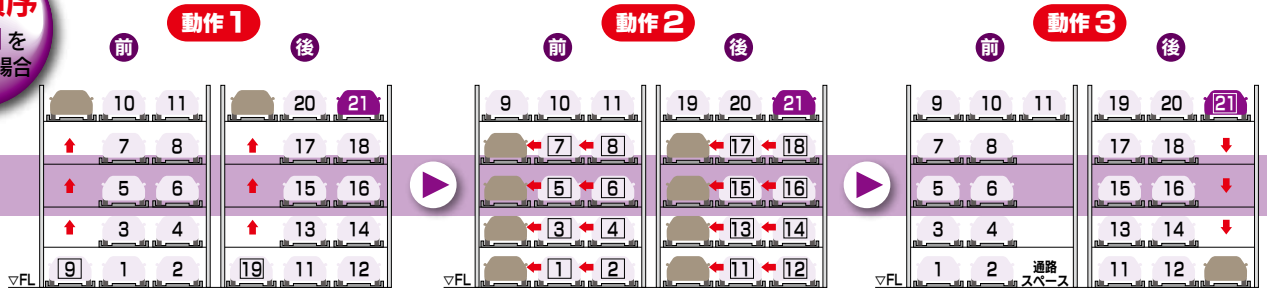 順序
を
場合
動作1
前 後
10 11 20 21
7 8 17 18
5 6 15 16
3 4 13 14
▽FL 9 1 2 19 11 12
動作2
前 後
9 10 11 19 20 21
7 8 17 18
5 6 15 16
3 4 13 14
▽FL 1 2 11 12
動作3
前 後
9 10 11 19 20 21
7 8 17 18
5 6 15 16
3 4 13 14
▽FL 1 2 通路
スペース 11 12